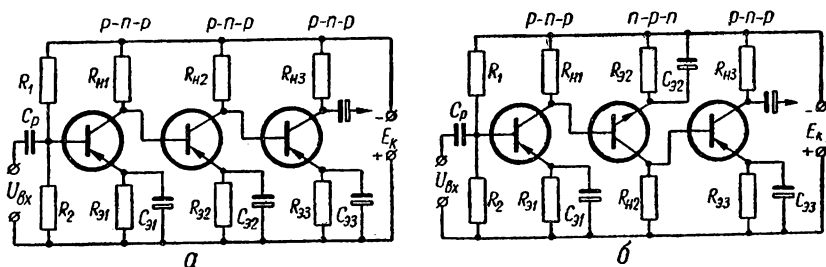 p-n-p p-n-p p-n-p
R₁ Rн1 Rн2 Rн3
Cр
Uвх
R₂ Rэ1 Cэ1 Rэ2 Cэ2 Rэ3 Cэ3
- Eк +
а
p-n-p n-p-n p-n-p
R₁ Rн1 Rэ2 Cэ2 Rн3
Cр
Uвх
R₂ Rэ1 Cэ1 Rн2 Rэ3 Cэ3
- Eк +
б